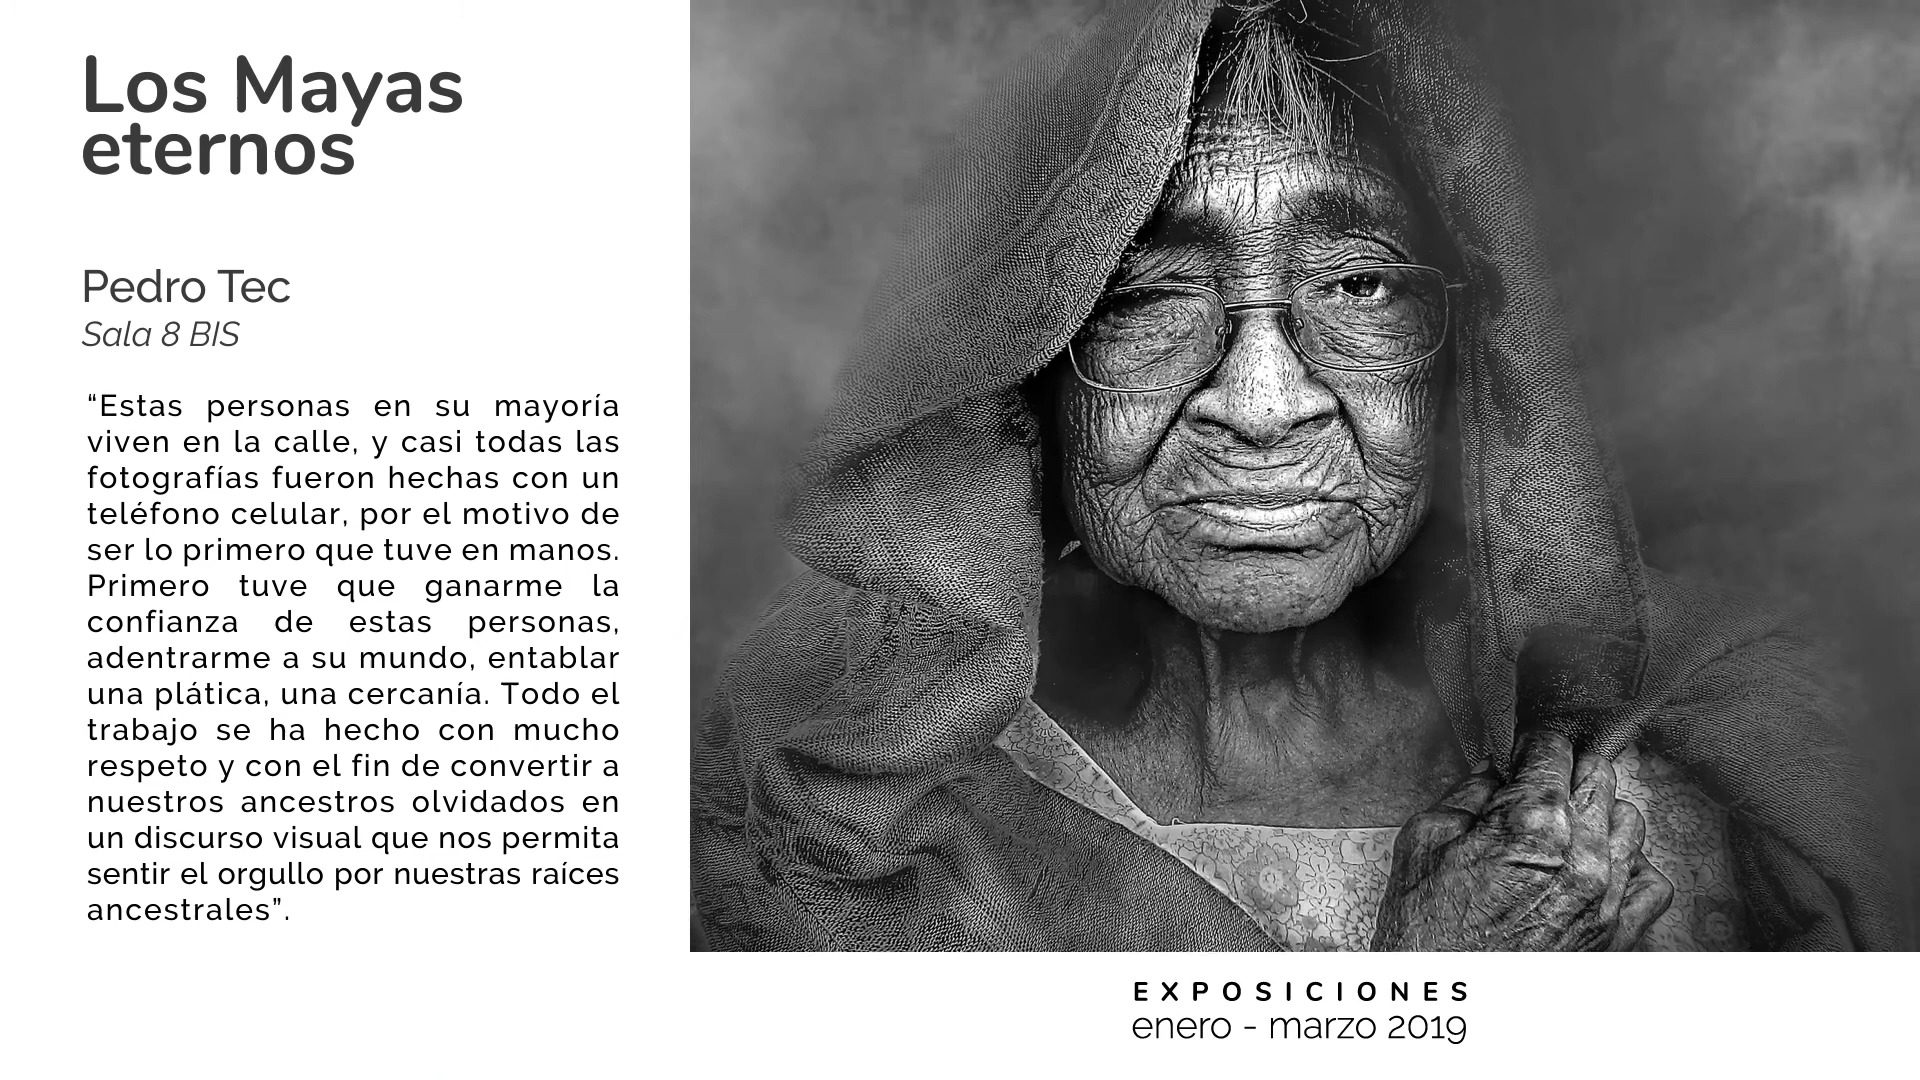 Los Mayas
eternos
Pedro Tec
Sala 8 BIS
“Estas personas en su mayoría
viven en la calle, y casi todas las
fotografías fueron hechas con un
teléfono celular, por el motivo de
ser lo primero que tuve en manos.
Primero tuve que ganarme la
confianza de estas personas,
adentrarme a su mundo, entablar
una plática, una cercanía. Todo el
trabajo se ha hecho con mucho
respeto y con el fin de convertir a
nuestros ancestros olvidados en
un discurso visual que nos permita
sentir el orgullo por nuestras raíces
ancestrales”.
EXPOSICIONES
enero - marzo 2019